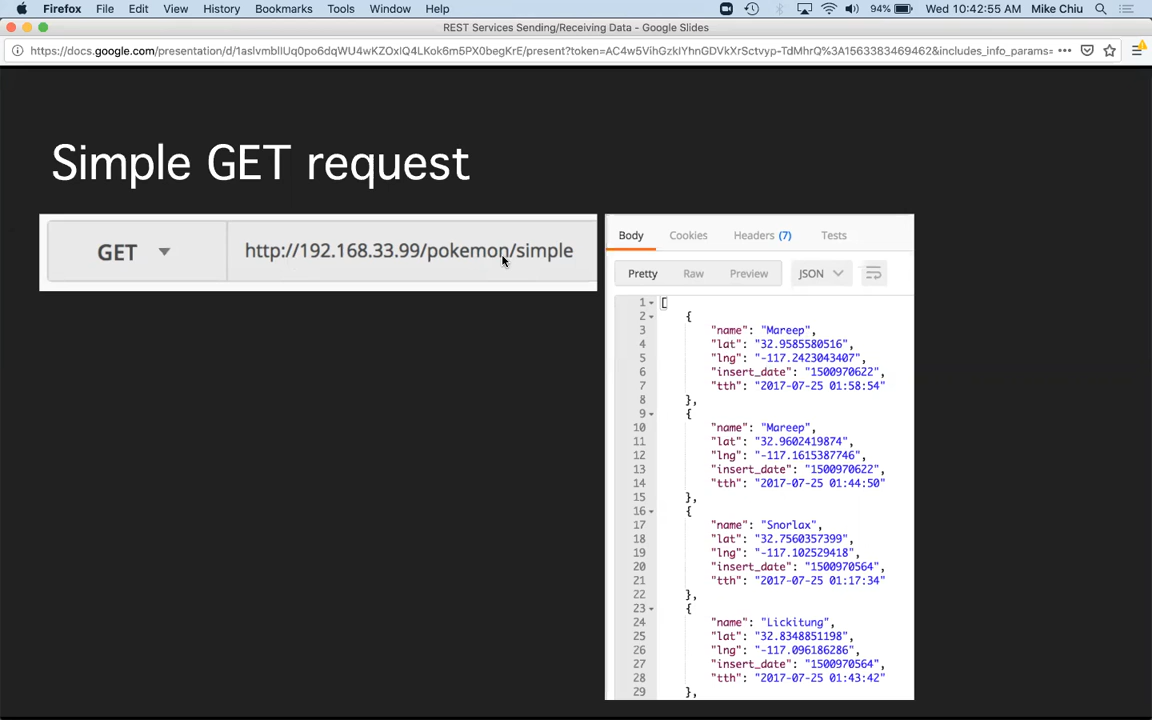 Firefox File Edit View History Bookmarks Tools Window Help 94% Wed 10:42:55 AM Mike Chiu
REST Services Sending/Receiving Data - Google Slides
Simple GET request
GET http://192.168.33.99/pokemon/simple
Body Cookies Headers (7) Tests
Pretty Raw Preview JSON
1 [
2 {
3 "name": "Mareep",
4 "lat": "32.9585580516",
5 "lng": "-117.2423043407",
6 "insert_date": "1500970622",
7 "tth": "2017-07-25 01:58:54"
8 },
9 {
10 "name": "Mareep",
11 "lat": "32.9602419874",
12 "lng": "-117.1615387746",
13 "insert_date": "1500970622",
14 "tth": "2017-07-25 01:44:50"
15 },
16 {
17 "name": "Snorlax",
18 "lat": "32.7560357399",
19 "lng": "-117.102529418",
20 "insert_date": "1500970564",
21 "tth": "2017-07-25 01:17:34"
22 },
23 {
24 "name": "Lickitung",
25 "lat": "32.8348851198",
26 "lng": "-117.096186286",
27 "insert_date": "1500970564",
28 "tth": "2017-07-25 01:43:42"
29 },